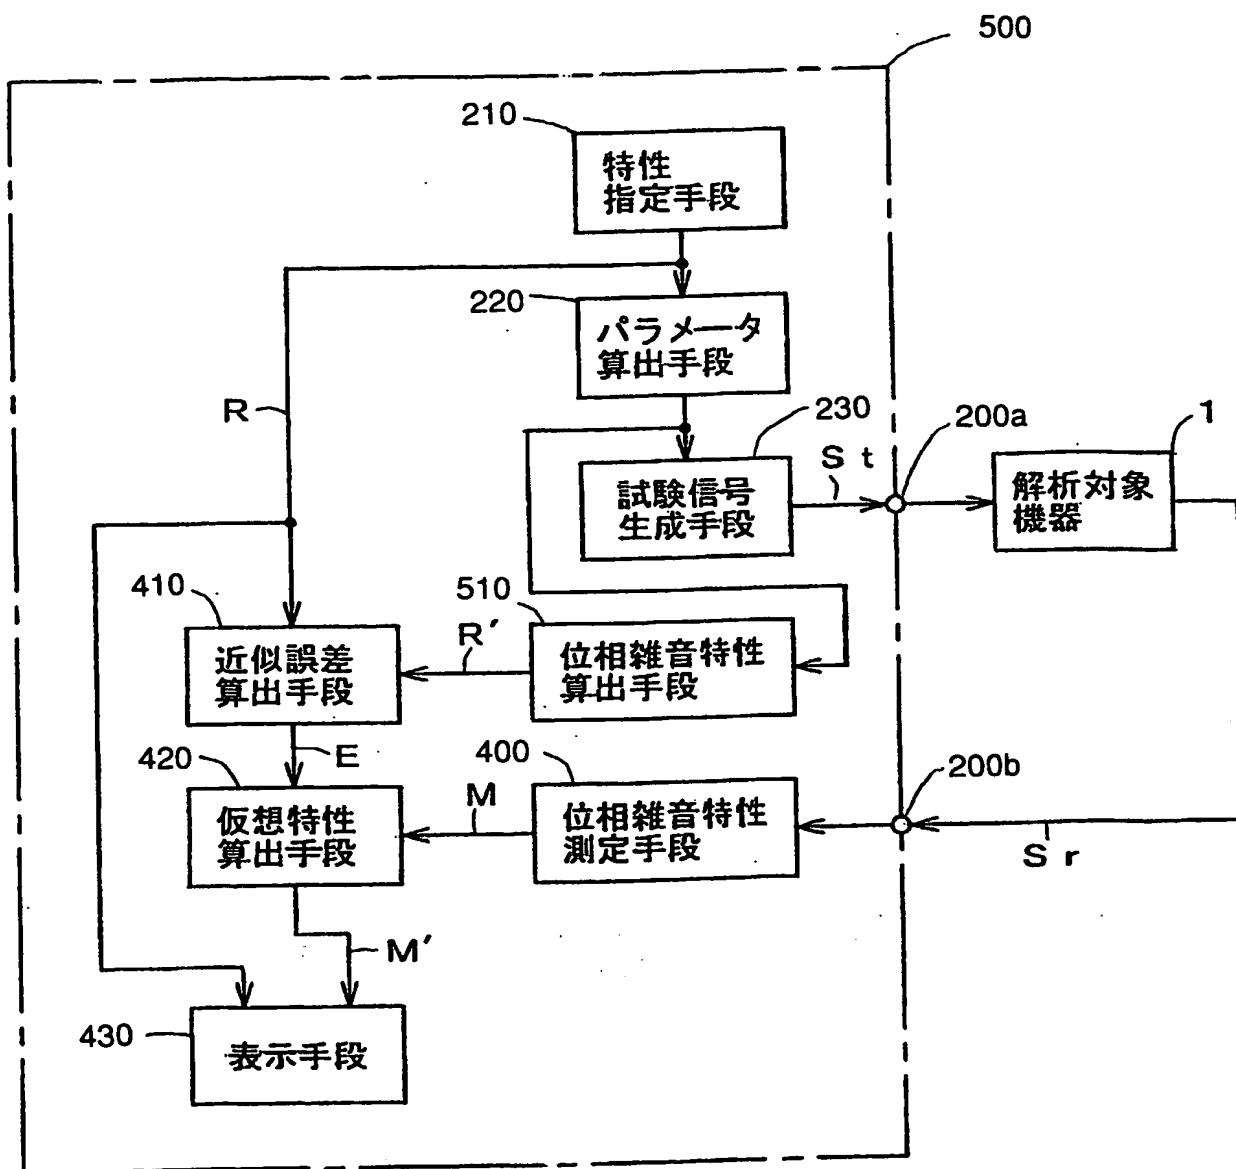 500
210
特性
指定手段
220
パラメータ
算出手段
R
230
200a
1
S t
試験信号
生成手段
解析対象
機器
410
510
R′
近似誤差
算出手段
位相雑音特性
算出手段
E
420
400
200b
M
仮想特性
算出手段
位相雑音特性
測定手段
S r
M′
430
表示手段